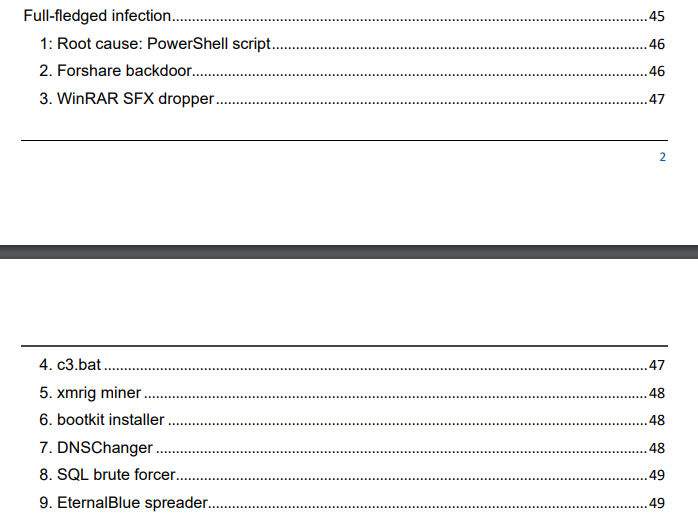 Full-fledged infection.....................................................................................................................45
1: Root cause: PowerShell script.............................................................................................46
2. Forshare backdoor................................................................................................................46
3. WinRAR SFX dropper..........................................................................................................47
2
4. c3.bat .....................................................................................................................................47
5. xmrig miner ...........................................................................................................................48
6. bootkit installer .....................................................................................................................48
7. DNSChanger ........................................................................................................................48
8. SQL brute forcer....................................................................................................................49
9. EternalBlue spreader............................................................................................................49